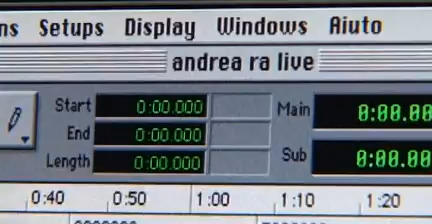 ns Setups Display Windows Aiuto
andrea ra live
Start 0:00.000 Main 0:00.00
End 0:00.000
Length 0:00.000 Sub 0:00.00
0:40 0:50 1:00 1:10 1:20